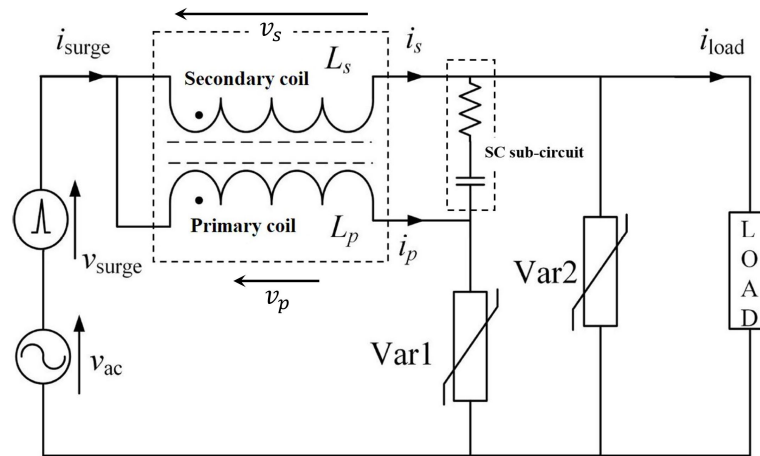 v_s
i_surge
i_s
i_load
L_s
Secondary coil
SC sub-circuit
Primary coil
L_p
i_p
v_surge
v_p
Var1
Var2
L
O
A
D
v_ac